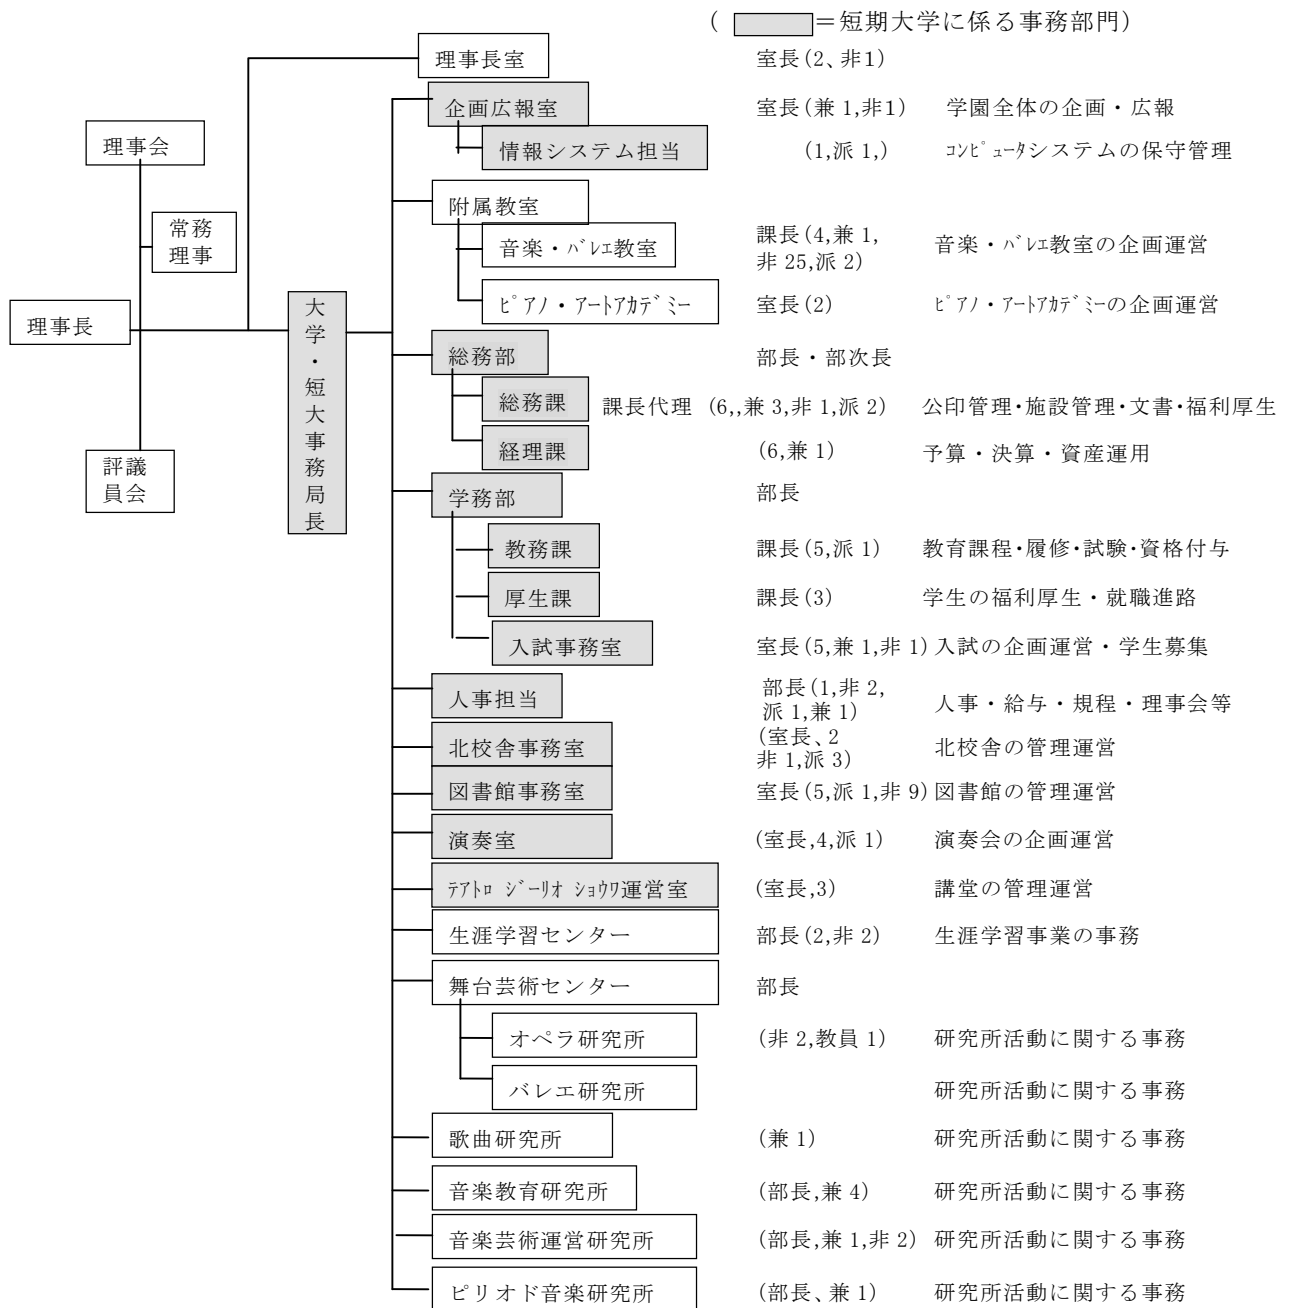 ( =短期大学に係る事務部門)
理事長室 室長(2、非1)
企画広報室 室長(兼 1,非1) 学園全体の企画・広報
理事会
情報システム担当 (1,派 1,) ｺﾝﾋﾟｭｰﾀシステムの保守管理
附属教室
常務
理事
音楽・ﾊﾞﾚｴ教室 課長(4,兼 1,
非 25,派 2) 音楽・ﾊﾞﾚｴ教室の企画運営
ﾋﾟｱﾉ・ｱｰﾄｱｶﾃﾞﾐｰ 室長(2) ﾋﾟｱﾉ・ｱｰﾄｱｶﾃﾞﾐｰの企画運営
理事長
大学・短大事務局長
総務部 部長・部次長
総務課 課長代理 (6,,兼 3,非 1,派 2) 公印管理・施設管理・文書・福利厚生
経理課 (6,兼 1) 予算・決算・資産運用
評議
員会
学務部 部長
教務課 課長(5,派 1) 教育課程・履修・試験・資格付与
厚生課 課長(3) 学生の福利厚生・就職進路
入試事務室 室長(5,兼 1,非 1) 入試の企画運営・学生募集
人事担当 部長(1,非 2,
派 1,兼 1) 人事・給与・規程・理事会等
北校舎事務室 (室長、2
非 1,派 3) 北校舎の管理運営
図書館事務室 室長(5,派 1,非 9) 図書館の管理運営
演奏室 (室長,4,派 1) 演奏会の企画運営
ﾃｱﾄﾛ ｼﾞｰﾘｵ ｼｮｳﾜ運営室 (室長,3) 講堂の管理運営
生涯学習センター 部長(2,非 2) 生涯学習事業の事務
舞台芸術センター 部長
オペラ研究所 (非 2,教員 1) 研究所活動に関する事務
バレエ研究所 研究所活動に関する事務
歌曲研究所 (兼 1) 研究所活動に関する事務
音楽教育研究所 (部長,兼 4) 研究所活動に関する事務
音楽芸術運営研究所 (部長,兼 1,非 2) 研究所活動に関する事務
ピリオド音楽研究所 (部長、兼 1) 研究所活動に関する事務